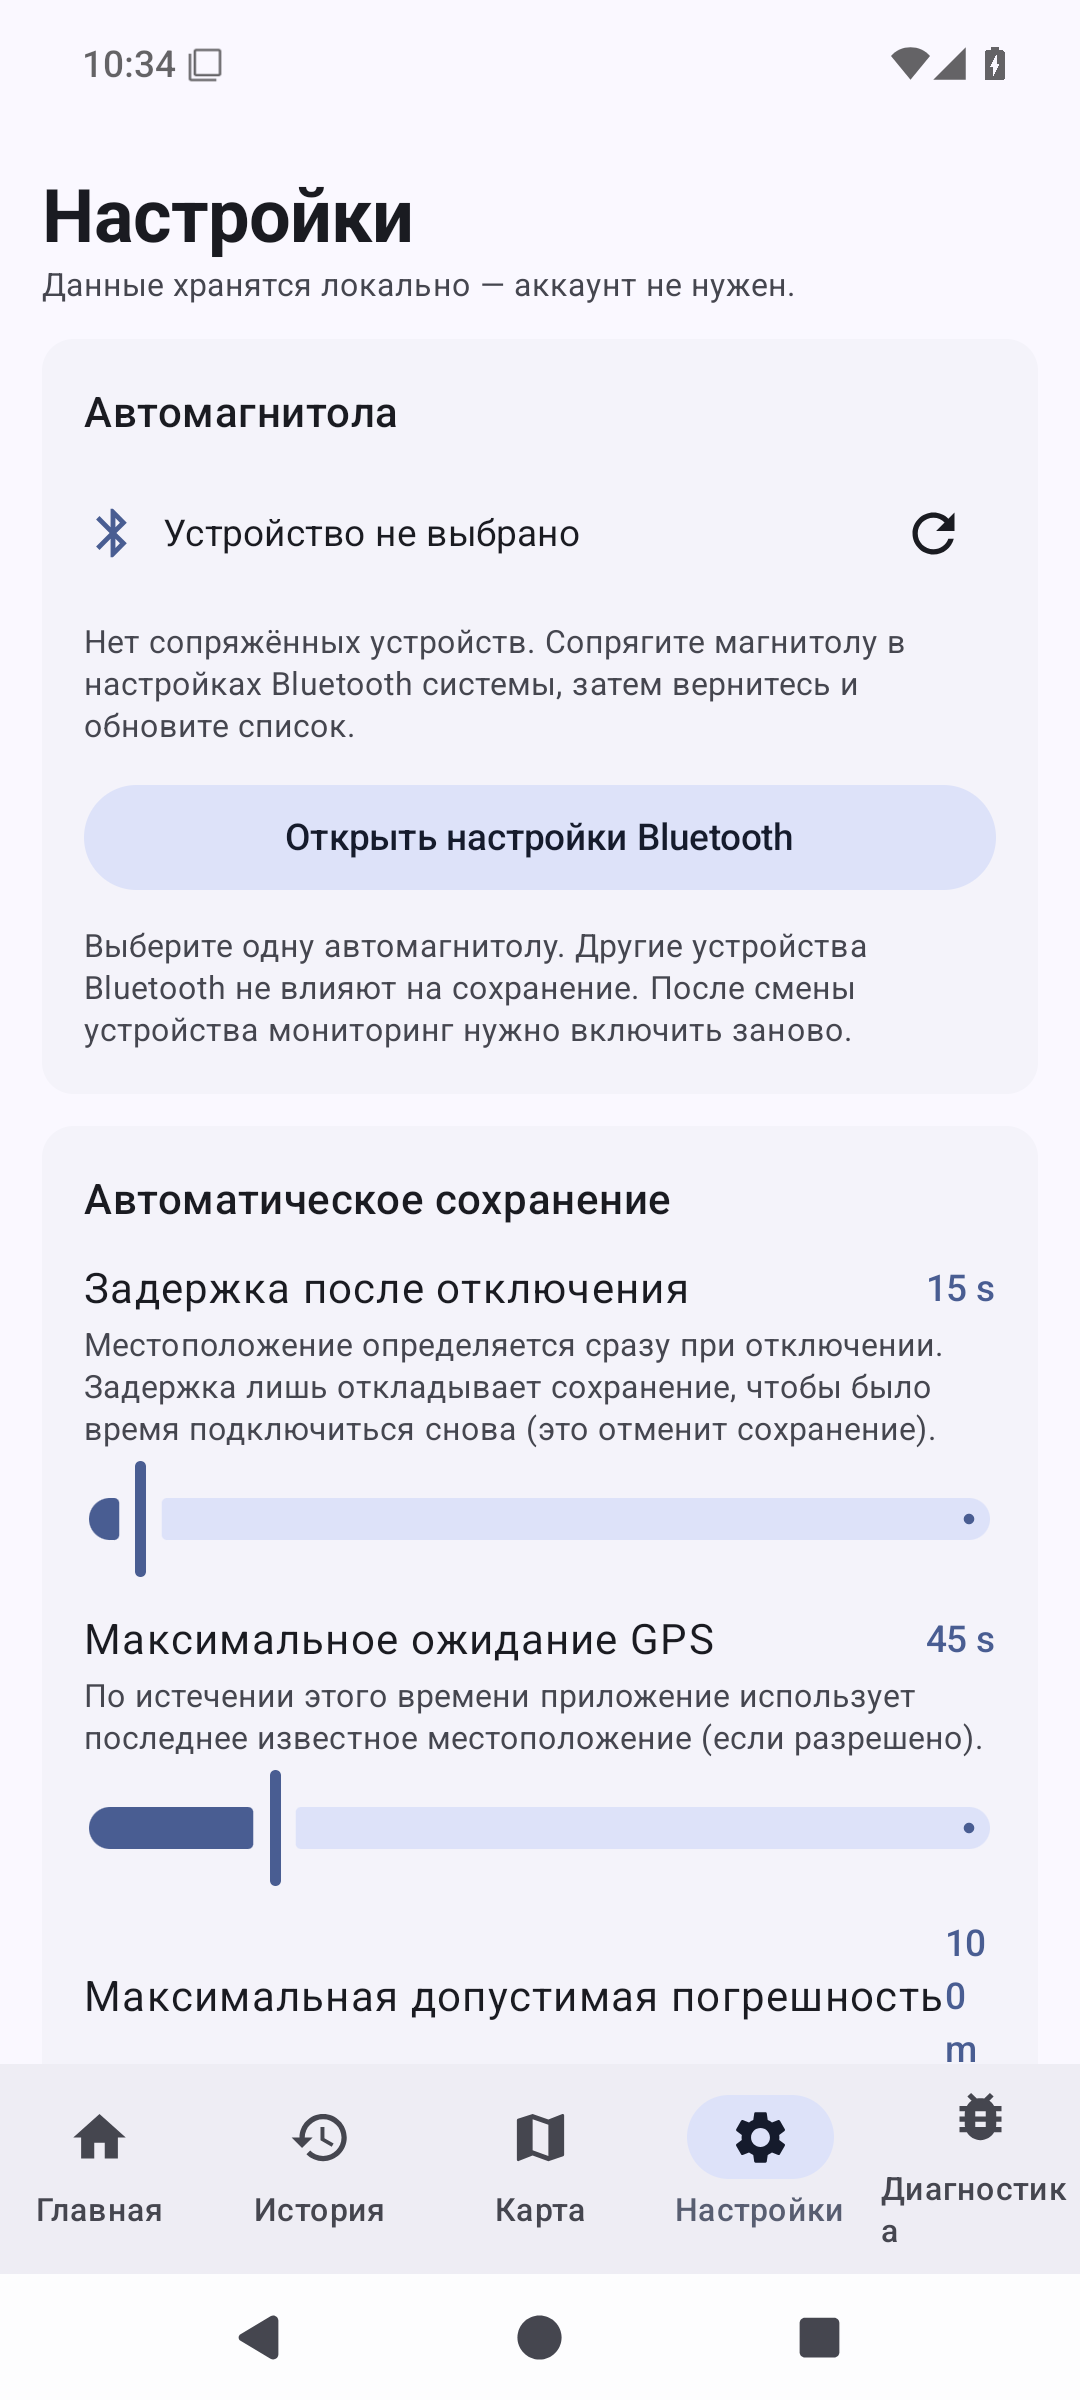 10:34
Настройки
Данные хранятся локально — аккаунт не нужен.
Автомагнитола
Устройство не выбрано
Нет сопряжённых устройств. Сопрягите магнитолу в
настройках Bluetooth системы, затем вернитесь и
обновите список.
Открыть настройки Bluetooth
Выберите одну автомагнитолу. Другие устройства
Bluetooth не влияют на сохранение. После смены
устройства мониторинг нужно включить заново.
Автоматическое сохранение
Задержка после отключения 15 s
Местоположение определяется сразу при отключении.
Задержка лишь откладывает сохранение, чтобы было
время подключиться снова (это отменит сохранение).
Максимальное ожидание GPS 45 s
По истечении этого времени приложение использует
последнее известное местоположение (если разрешено).
Максимальная допустимая погрешность
10
0
m
Главная
История
Карта
Настройки
Диагностик
а